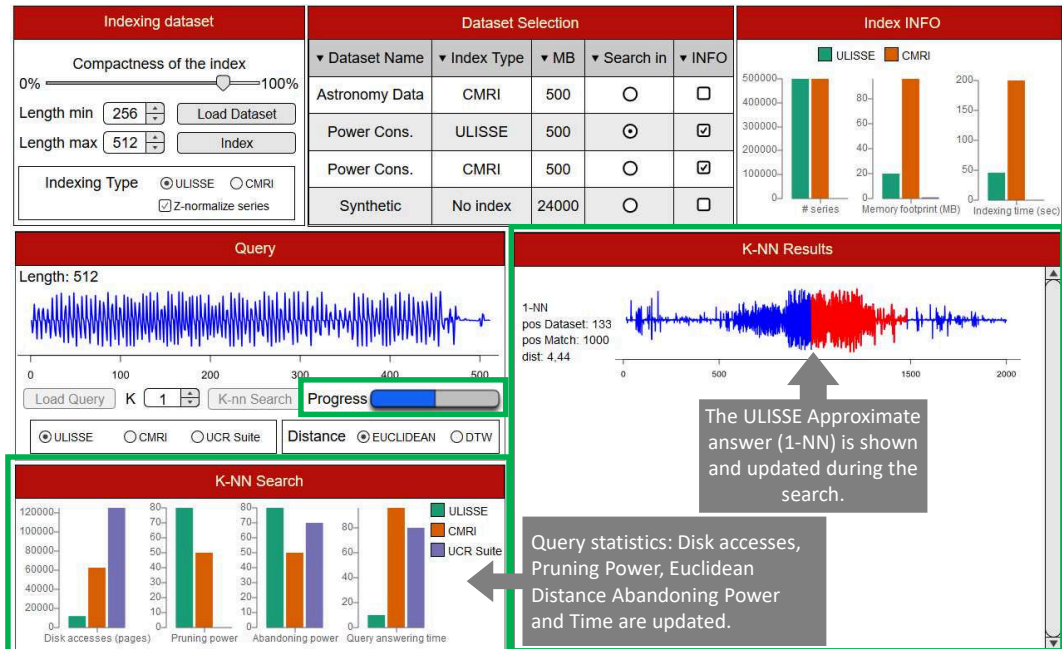 Indexing dataset
Compactness of the index
0% 100%
Length min 256 Load Dataset
Length max 512 Index
Indexing Type ULISSE CMRI
Z-normalize series
Dataset Selection
▾ Dataset Name ▾ Index Type ▾ MB ▾ Search in ▾ INFO
Astronomy Data CMRI 500
Power Cons. ULISSE 500
Power Cons. CMRI 500
Synthetic No index 24000
Index INFO
ULISSE CMRI
500000 400000 300000 200000 100000 0
# series
80 60 40 20 0
Memory footprint (MB)
200 150 100 50 0
Indexing time (sec)
Query
Length: 512
0 100 200 300 400 500
Load Query K 1 K-nn Search Progress
ULISSE CMRI UCR Suite Distance EUCLIDEAN DTW
K-NN Results
1-NN
pos Dataset: 133
pos Match: 1000
dist: 4,44
0 500 1500 2000
The ULISSE Approximate
answer (1-NN) is shown
and updated during the
search.
K-NN Search
ULISSE
CMRI
UCR Suite
120000 100000 80000 60000 40000 20000 0
Disk accesses (pages)
80 70 60 50 40 30 20 10 0
Pruning power
80 70 60 50 40 30 20 10 0
Abandoning power
80 60 40 20
Query answering time
Query statistics: Disk accesses,
Pruning Power, Euclidean
Distance Abandoning Power
and Time are updated.